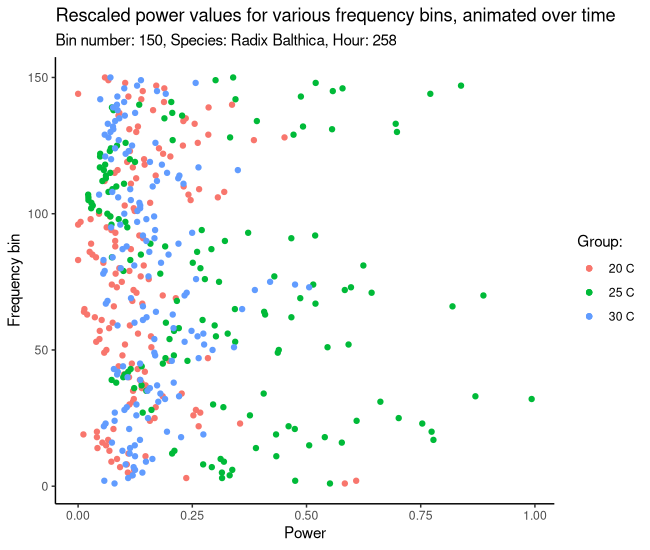 Rescaled power values for various frequency bins, animated over time
Bin number: 150, Species: Radix Balthica, Hour: 258
150
100
50
0
Frequency bin
0.00 0.25 0.50 0.75 1.00
Power
Group:
20 C
25 C
30 C